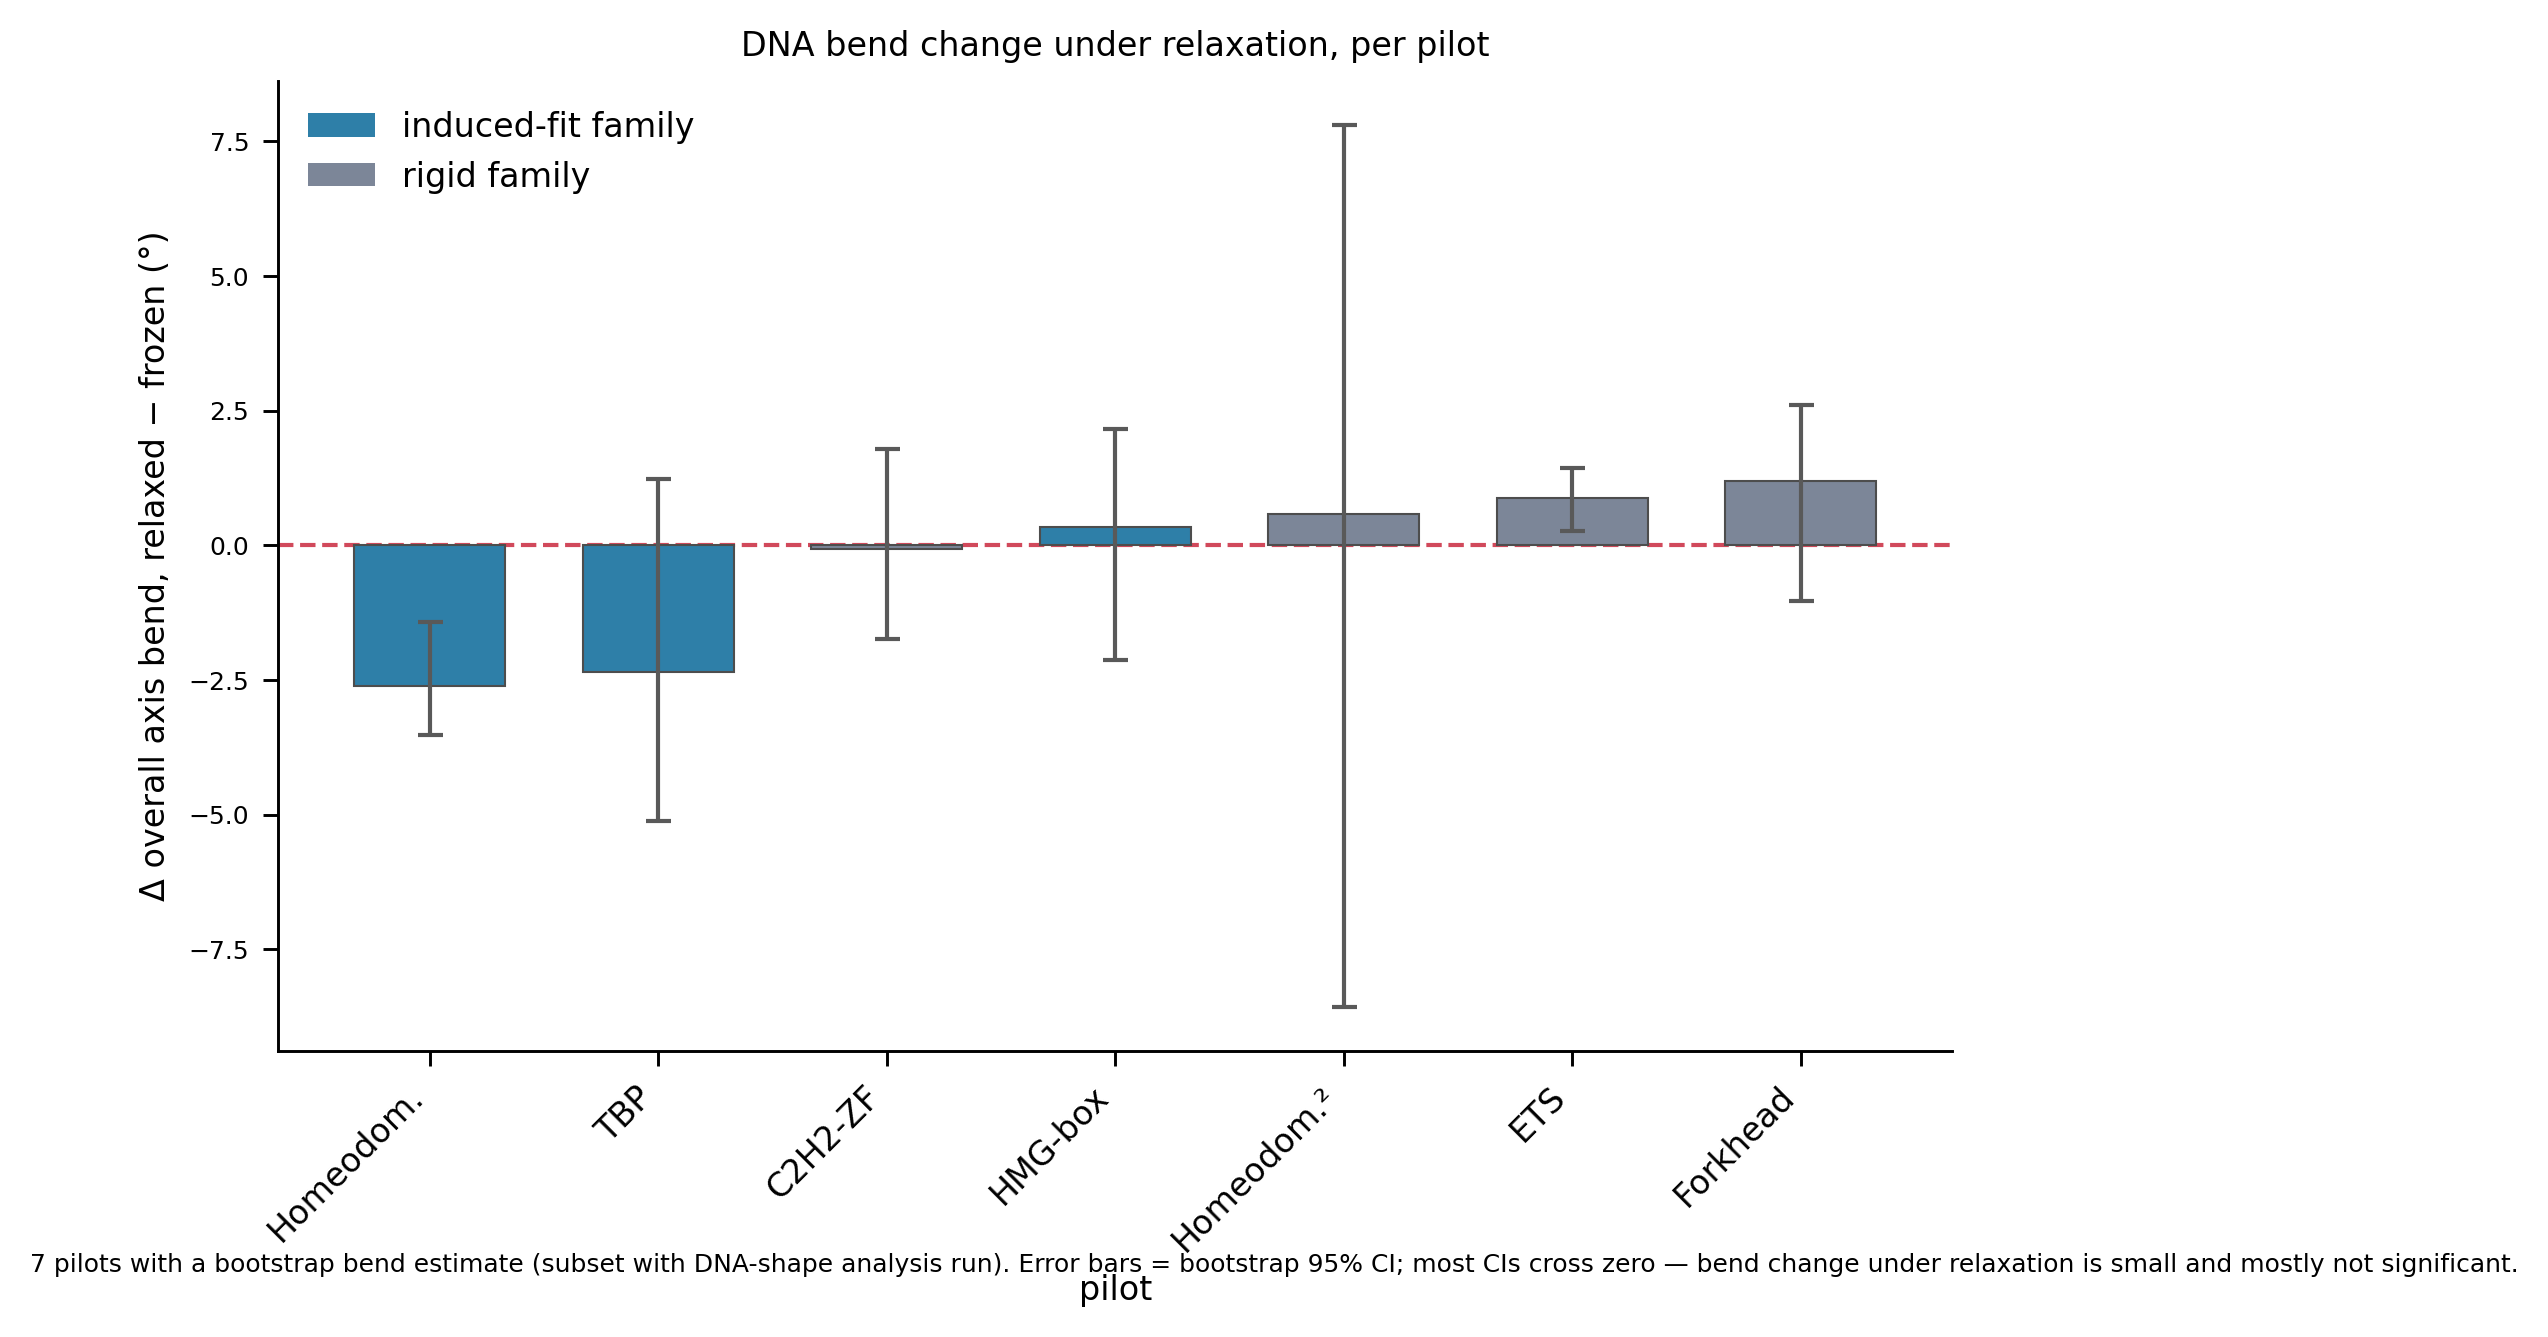 DNA bend change under relaxation, per pilot
induced-fit family
rigid family
Δ overall axis bend, relaxed − frozen (°)
7.5
5.0
2.5
0.0
−2.5
−5.0
−7.5
Homeodom.
TBP
C2H2-ZF
HMG-box
Homeodom.²
ETS
Forkhead
7 pilots with a bootstrap bend estimate (subset with DNA-shape analysis run). Error bars = bootstrap 95% CI; most CIs cross zero — bend change under relaxation is small and mostly not significant.
pilot